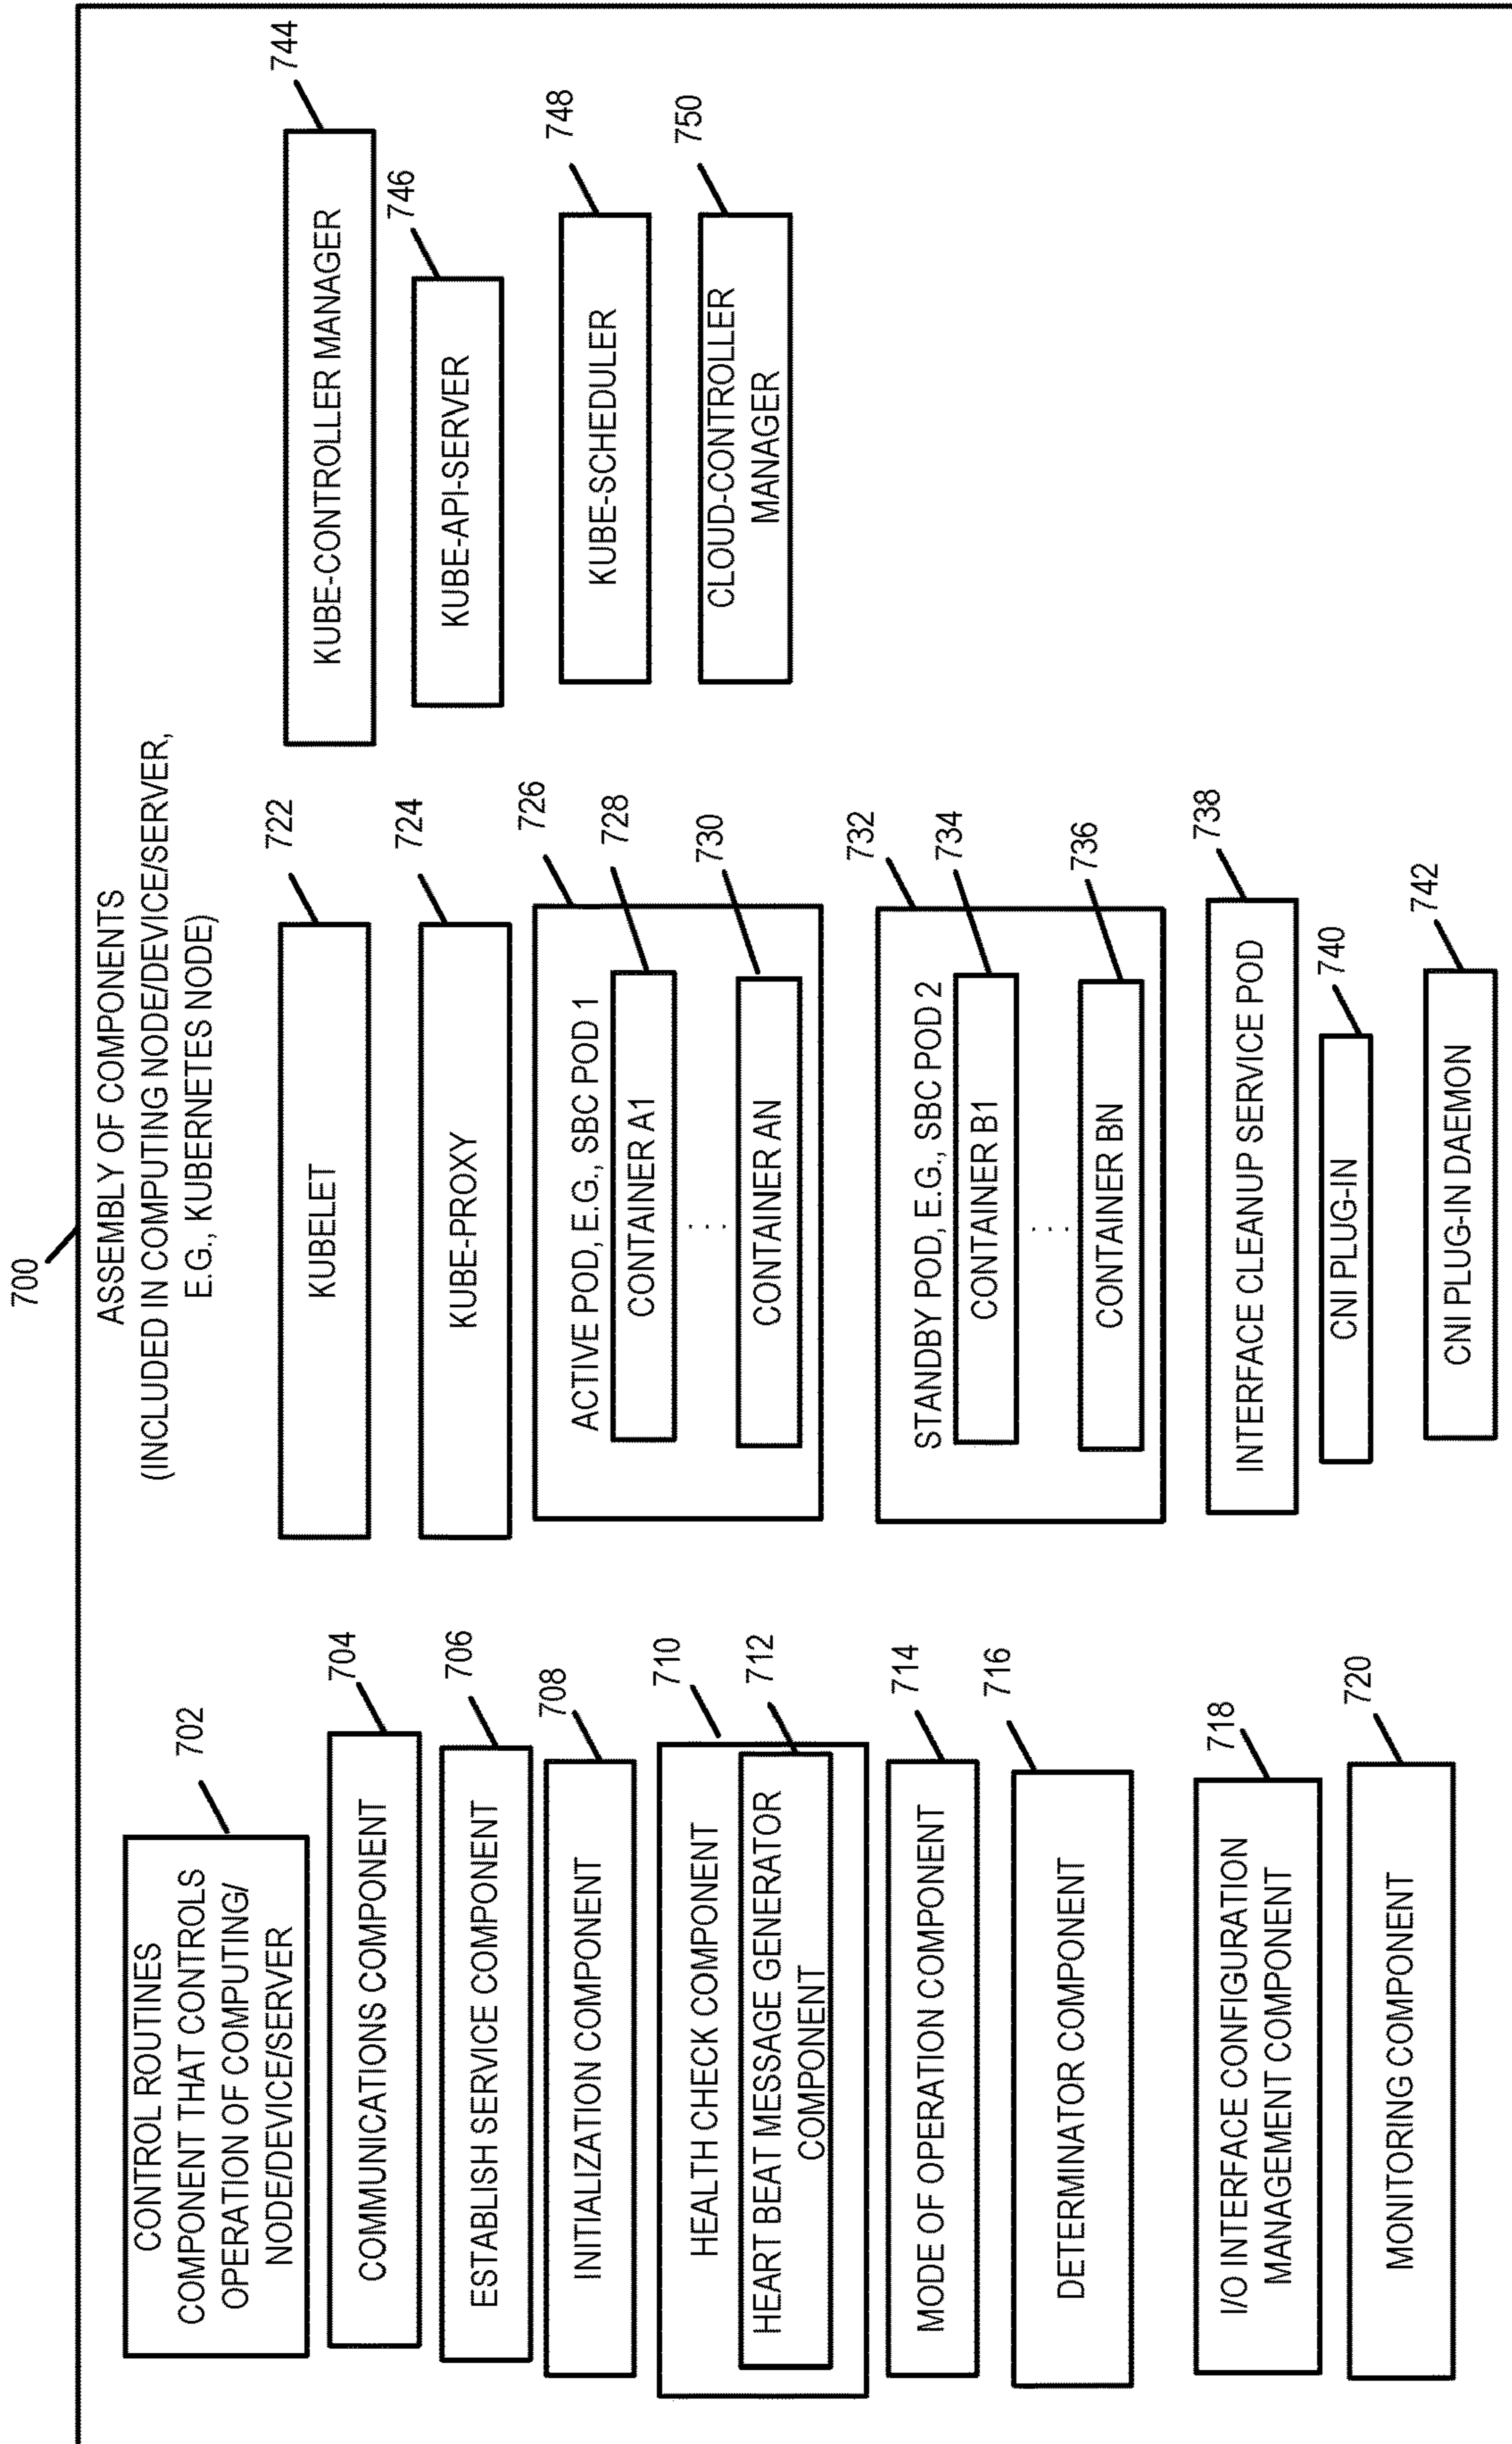 700
ASSEMBLY OF COMPONENTS
(INCLUDED IN COMPUTING NODE/DEVICE/SERVER,
E.G., KUBERNETES NODE)
CONTROL ROUTINES
COMPONENT THAT CONTROLS
OPERATION OF COMPUTING/
NODE/DEVICE/SERVER
702
COMMUNICATIONS COMPONENT
704
ESTABLISH SERVICE COMPONENT
706
INITIALIZATION COMPONENT
708
HEALTH CHECK COMPONENT
710
HEART BEAT MESSAGE GENERATOR
COMPONENT
712
MODE OF OPERATION COMPONENT
714
DETERMINATOR COMPONENT
716
I/O INTERFACE CONFIGURATION
MANAGEMENT COMPONENT
718
MONITORING COMPONENT
720
KUBELET
722
KUBE-PROXY
724
ACTIVE POD, E.G., SBC POD 1
726
CONTAINER A1
728
CONTAINER AN
730
STANDBY POD, E.G., SBC POD 2
732
CONTAINER B1
734
CONTAINER BN
736
INTERFACE CLEANUP SERVICE POD
738
CNI PLUG-IN
740
CNI PLUG-IN DAEMON
742
KUBE-CONTROLLER MANAGER
744
KUBE-API-SERVER
746
KUBE-SCHEDULER
748
CLOUD-CONTROLLER
MANAGER
750